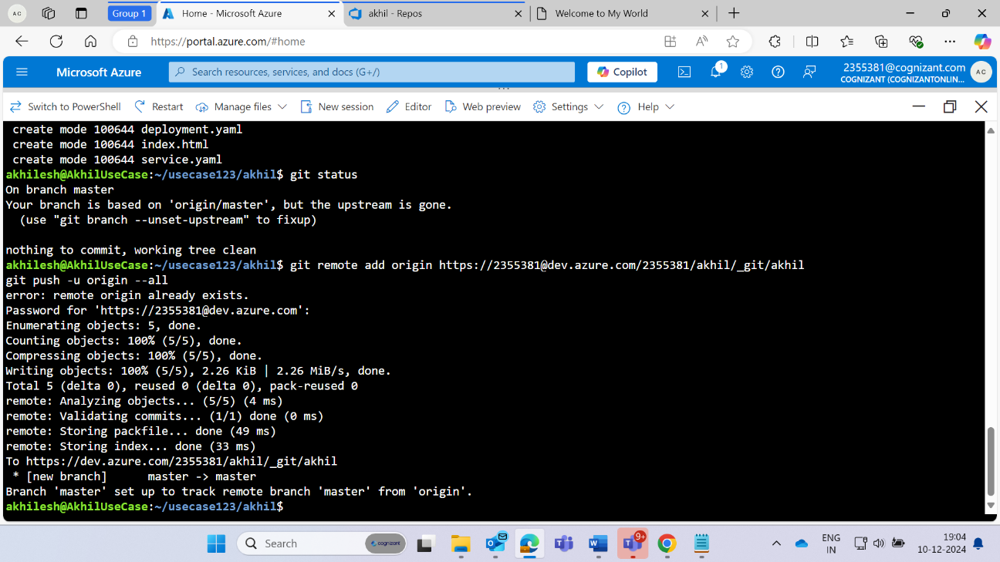 AC
Group 1
Home - Microsoft Azure
akhil - Repos
Welcome to My World
https://portal.azure.com/#home
Microsoft Azure
Search resources, services, and docs (G+/)
Copilot
1
2355381@cognizant.com
COGNIZANT (COGNIZANTONLIN...
AC
Switch to PowerShell
Restart
Manage files
New session
Editor
Web preview
Settings
Help
create mode 100644 deployment.yaml
create mode 100644 index.html
create mode 100644 service.yaml
akhilesh@AkhilUseCase:~/usecase123/akhil$ git status
On branch master
Your branch is based on 'origin/master', but the upstream is gone.
(use "git branch --unset-upstream" to fixup)
nothing to commit, working tree clean
akhilesh@AkhilUseCase:~/usecase123/akhil$ git remote add origin https://2355381@dev.azure.com/2355381/akhil/_git/akhil
git push -u origin --all
error: remote origin already exists.
Password for 'https://2355381@dev.azure.com':
Enumerating objects: 5, done.
Counting objects: 100% (5/5), done.
Compressing objects: 100% (5/5), done.
Writing objects: 100% (5/5), 2.26 KiB | 2.26 MiB/s, done.
Total 5 (delta 0), reused 0 (delta 0), pack-reused 0
remote: Analyzing objects... (5/5) (4 ms)
remote: Validating commits... (1/1) done (0 ms)
remote: Storing packfile... done (49 ms)
remote: Storing index... done (33 ms)
To https://dev.azure.com/2355381/akhil/_git/akhil
* [new branch]      master -> master
Branch 'master' set up to track remote branch 'master' from 'origin'.
akhilesh@AkhilUseCase:~/usecase123/akhil$
Search
cognizant
9+
ENG
IN
19:04
10-12-2024